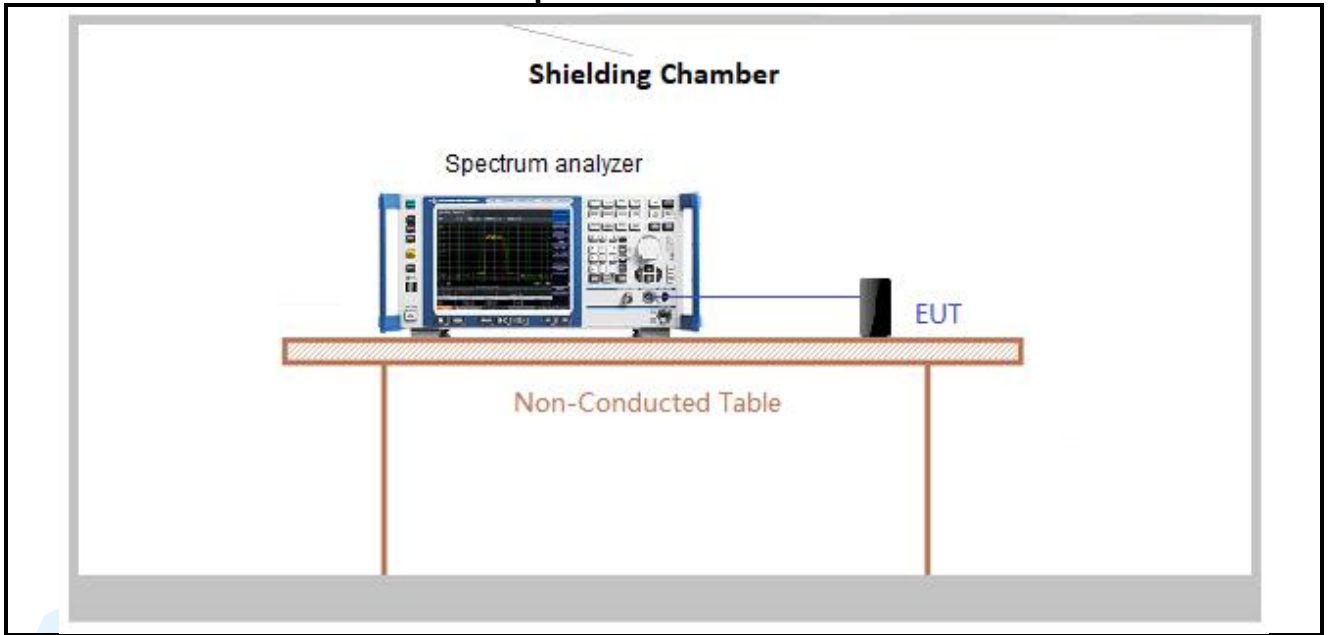 Shielding Chamber
Spectrum analyzer
EUT
Non-Conducted Table